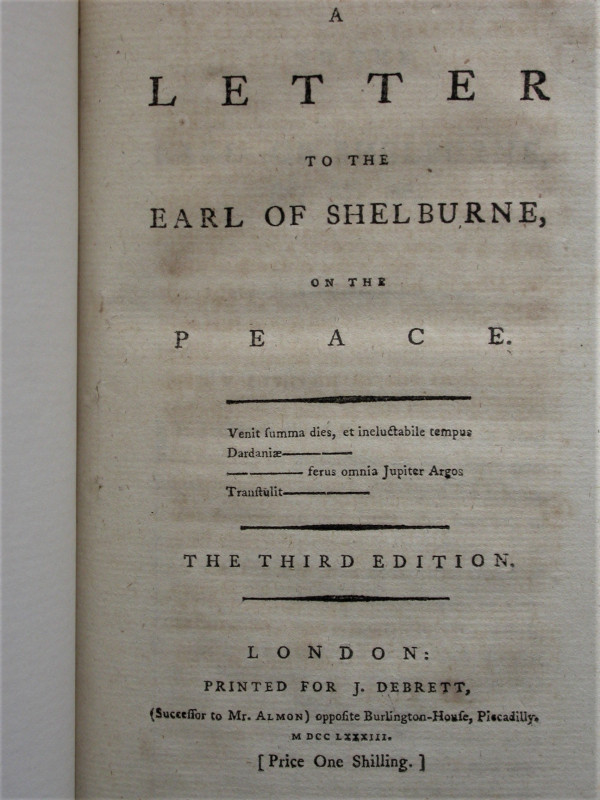 A
LETTER
TO THE
EARL OF SHELBURNE,
ON THE
PEACE.
Venit ſumma dies, et ineluctabile tempus
Dardaniæ———
——— ferus omnia Jupiter Argos
Tranſtulit———
THE THIRD EDITION.
LONDON:
PRINTED FOR J. DEBRETT,
(Succeſſor to Mr. ALMON) oppoſite Burlington-Houſe, Piccadilly.
M DCC LXXXIII.
[Price One Shilling.]